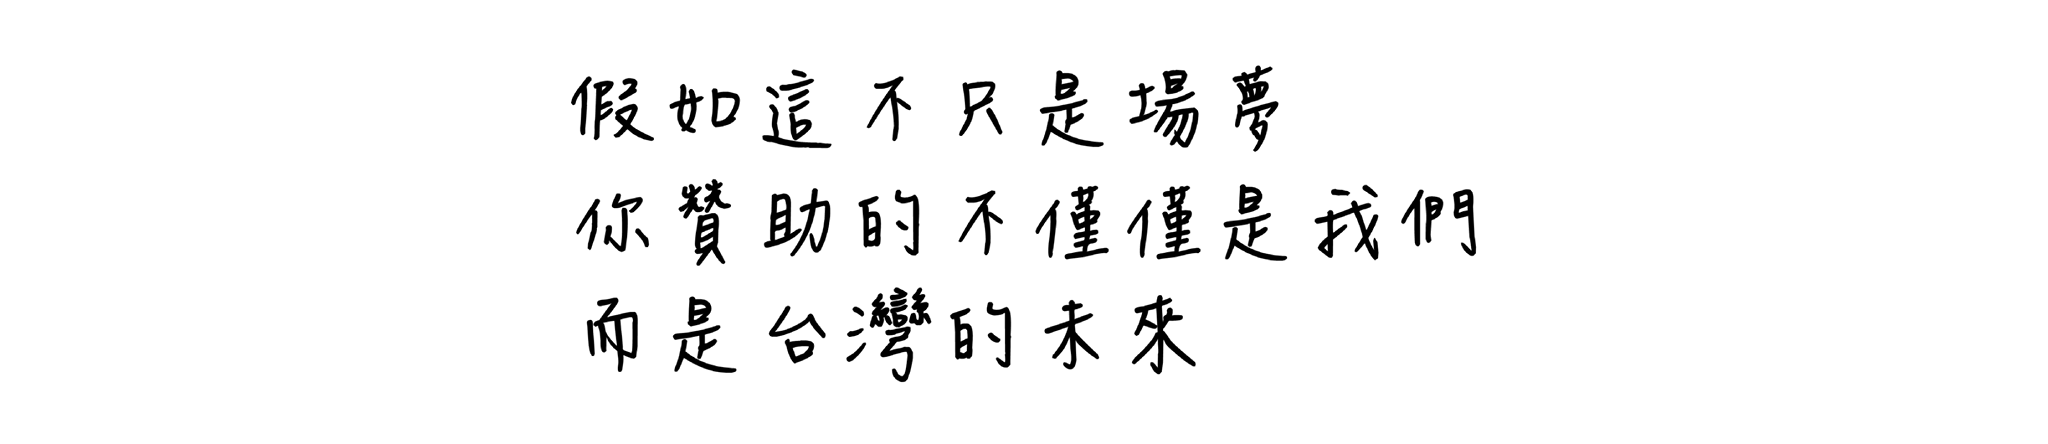 假如這不只是場夢
你贊助的不僅僅是我們
而是台灣的未來